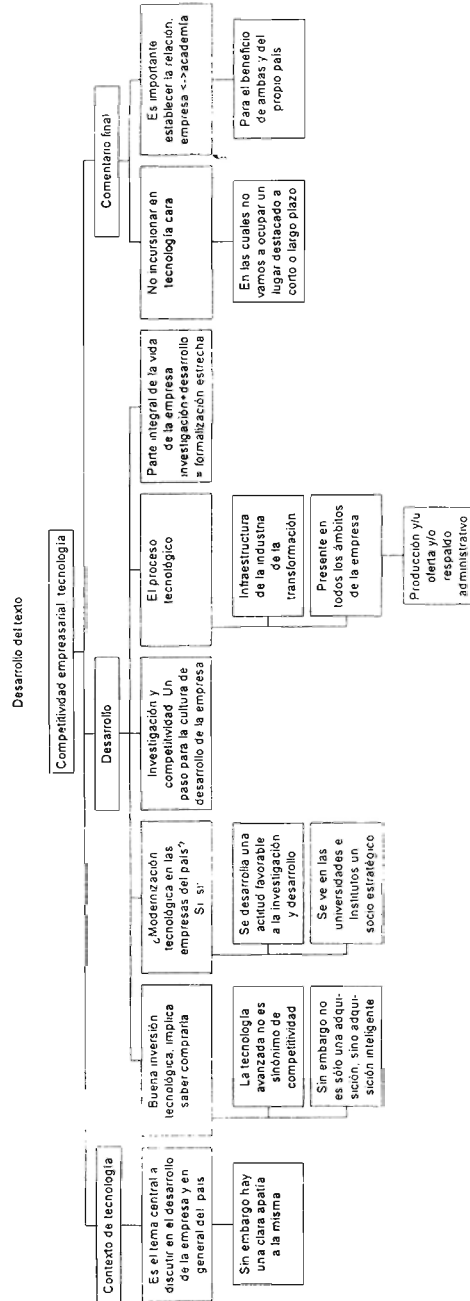 Desarrollo del texto
Competitividad empresarial tecnología
Contexto de tecnología
Es el tema central a
discutir en el desarrollo
de la empresa y en
general del país
Sin embargo hay
una clara apatía
a la misma
Desarrollo
Buena inversión
tecnológica, implica
saber comprarla
La tecnología
avanzada no es
sinónimo de
competitividad
Sin embargo no
es sólo una adqui-
sición, sino adqui-
sición inteligente
¿Modernización
tecnológica en las
empresas del país?
Si si:
Se desarrolla una
actitud favorable
a la investigación
y desarrollo
Se ve en las
universidades e
Institutos un
socio estratégico
Investigación y
competitividad Un
paso para la cultura de
desarrollo de la empresa
El proceso
tecnológico
Infraestructura
de la industria
de la
transformación
Presente en
todos los ámbitos
de la empresa
Producción y/u
oferta y/o
respaldo
administrativo
Parte integral de la vida
de la empresa
investigación+desarrollo
= formalización estrecha
Comentario final
No incursionar en
tecnología cara
En las cuales no
vamos a ocupar un
lugar destacado a
corto o largo plazo
Es importante
establecer la relación,
empresa <->academía
Para el beneficio
de ambas y del
propio país